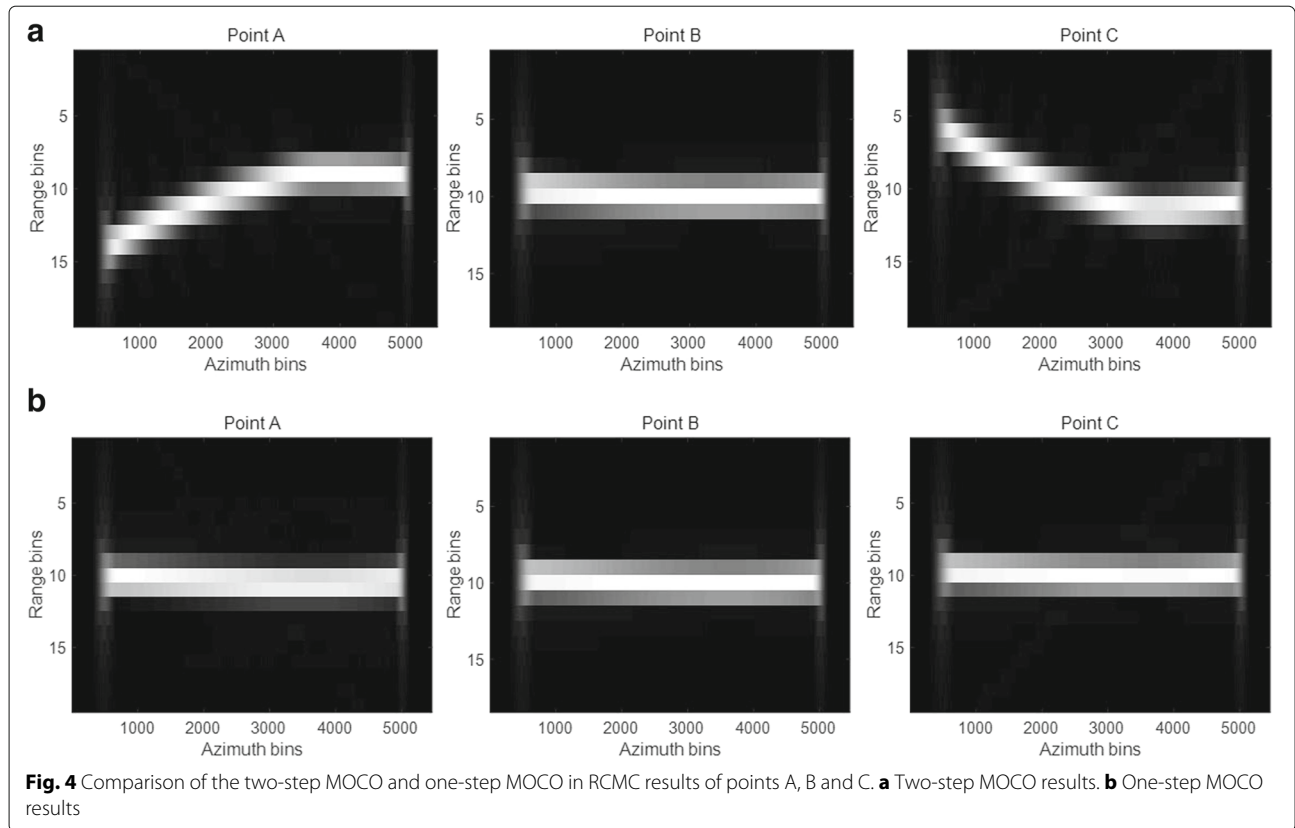 a
Point A
Point B
Point C
Range bins
5
10
15
1000 2000 3000 4000 5000
Azimuth bins
Range bins
5
10
15
1000 2000 3000 4000 5000
Azimuth bins
Range bins
5
10
15
1000 2000 3000 4000 5000
Azimuth bins
b
Point A
Point B
Point C
Range bins
5
10
15
1000 2000 3000 4000 5000
Azimuth bins
Range bins
5
10
15
1000 2000 3000 4000 5000
Azimuth bins
Range bins
5
10
15
1000 2000 3000 4000 5000
Azimuth bins
Fig. 4 Comparison of the two-step MOCO and one-step MOCO in RCMC results of points A, B and C. a Two-step MOCO results. b One-step MOCO
results